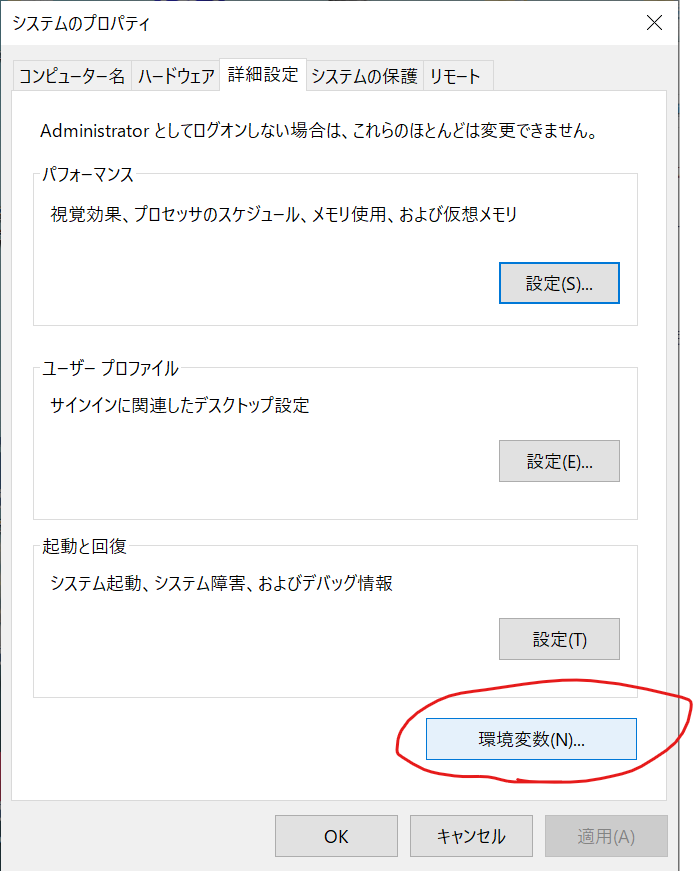 システムのプロパティ
コンピューター名 ハードウェア 詳細設定 システムの保護 リモート
Administrator としてログオンしない場合は、これらのほとんどは変更できません。
パフォーマンス
視覚効果、プロセッサのスケジュール、メモリ使用、および仮想メモリ
設定(S)...
ユーザー プロファイル
サインインに関連したデスクトップ設定
設定(E)...
起動と回復
システム起動、システム障害、およびデバッグ情報
設定(T)
環境変数(N)...
OK キャンセル 適用(A)